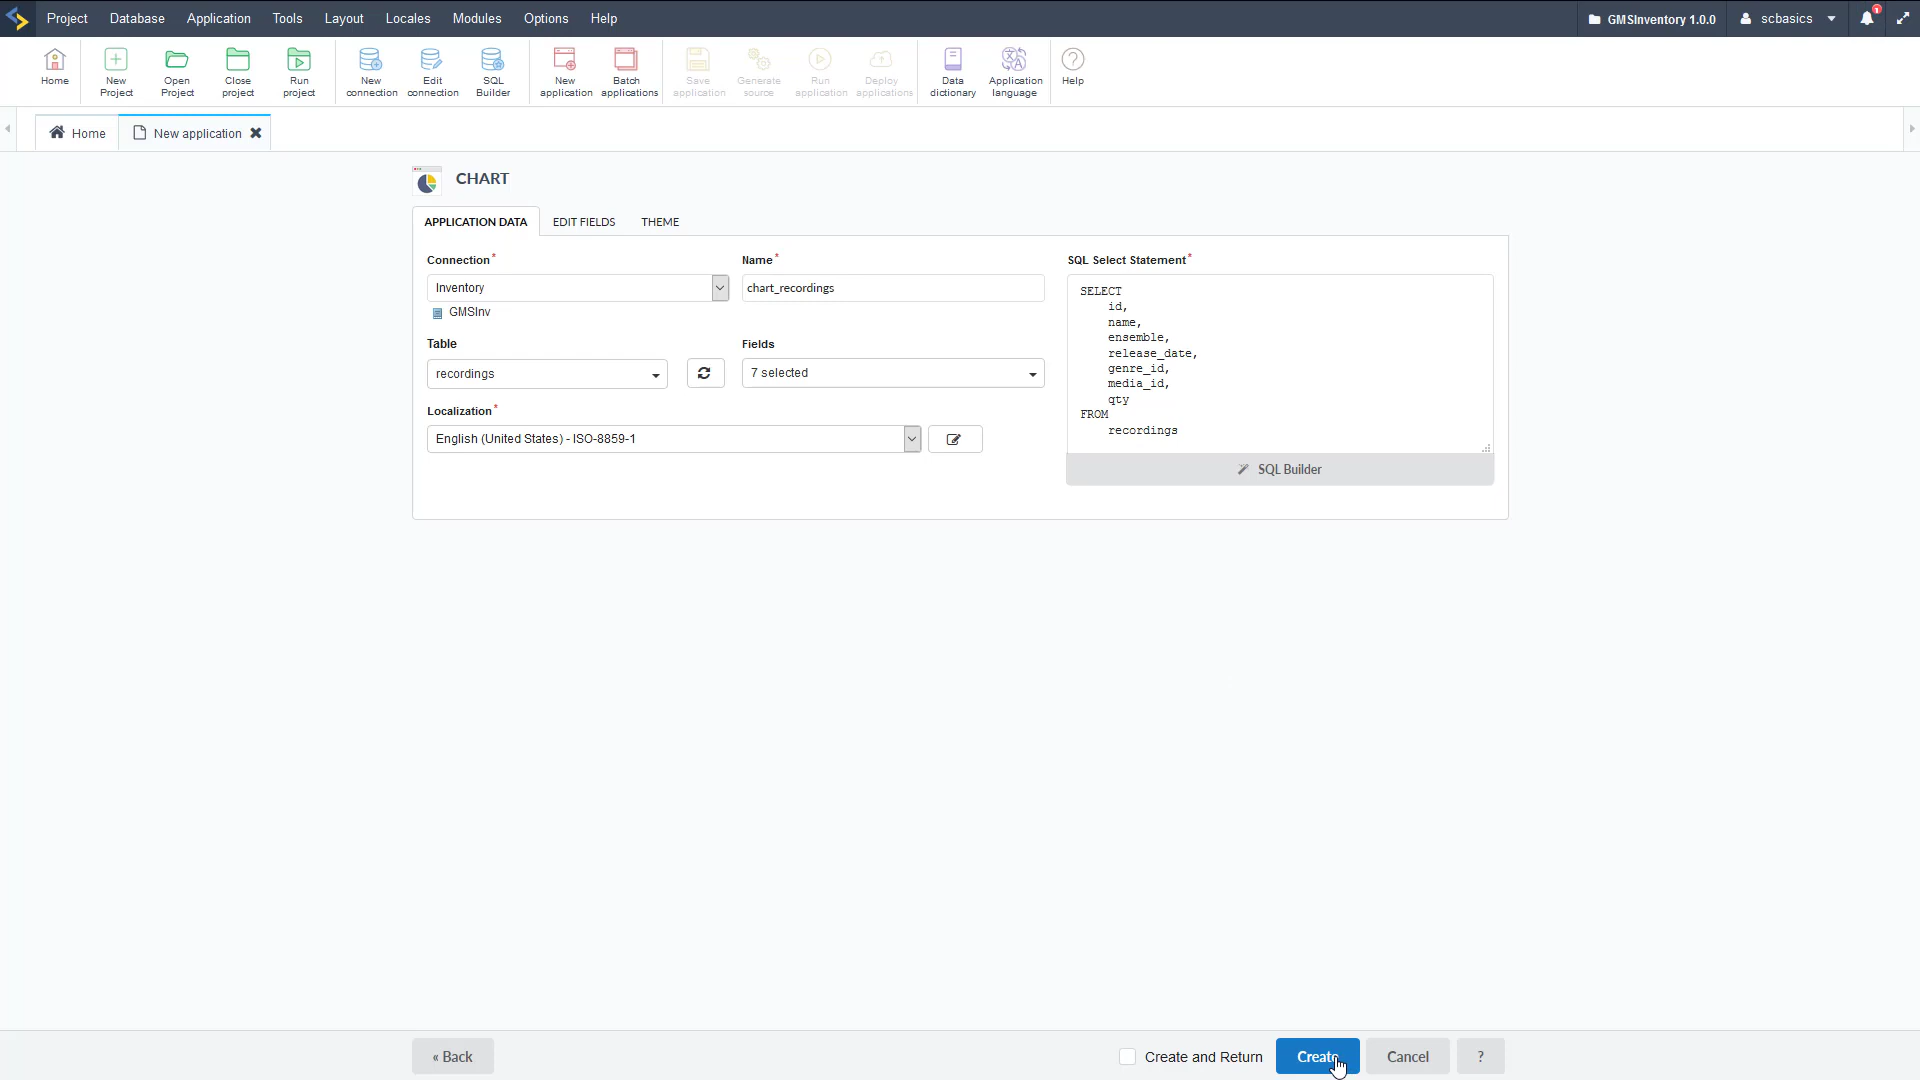 Project Database Application Tools Layout Locales Modules Options Help GMSInventory 1.0.0 scbasics 1
Home New Project Open Project Close project Run project New connection Edit connection SQL Builder New application Batch applications Save application Generate source Run application Deploy applications Data dictionary Application language Help
Home New application
CHART
APPLICATION DATA EDIT FIELDS THEME
Connection* Name* SQL Select Statement*
Inventory chart_recordings
GMSInv
Table Fields
recordings 7 selected
Localization*
English (United States) - ISO-8859-1
SELECT
id,
name,
ensemble,
release_date,
genre_id,
media_id,
qty
FROM
recordings
SQL Builder
« Back Create and Return Create Cancel ?